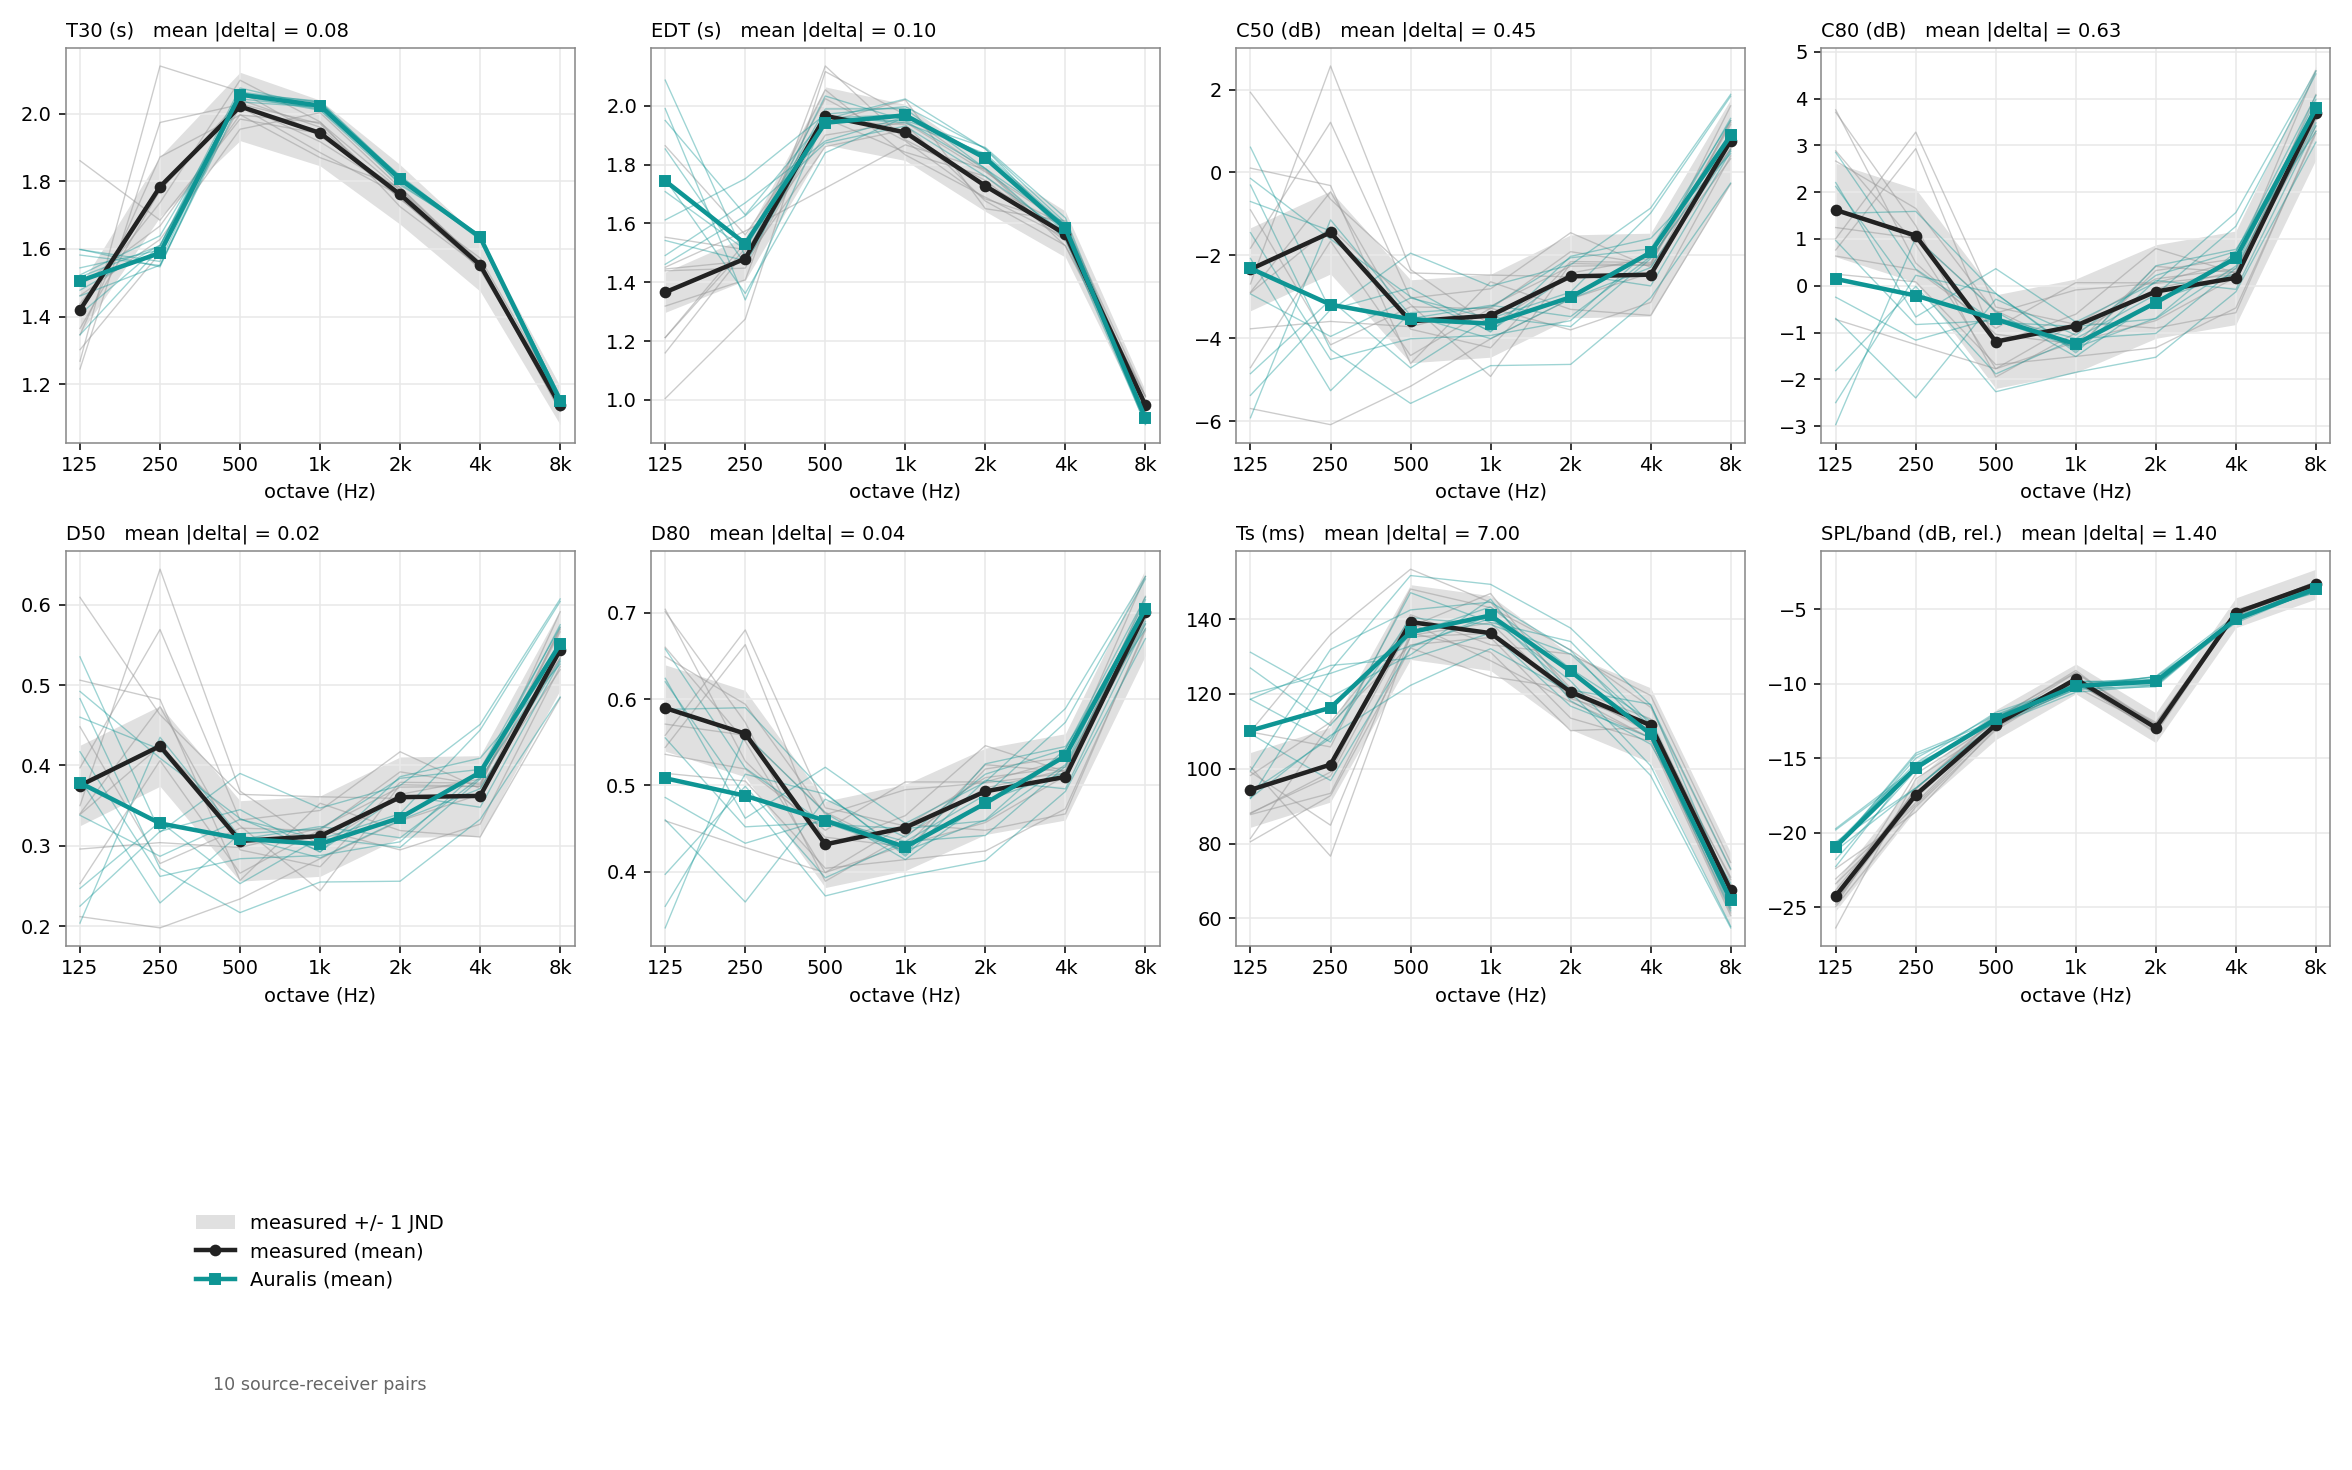 T30 (s)   mean |delta| = 0.08
2.0
1.8
1.6
1.4
1.2
125 250 500 1k 2k 4k 8k
octave (Hz)
EDT (s)   mean |delta| = 0.10
2.0
1.8
1.6
1.4
1.2
1.0
125 250 500 1k 2k 4k 8k
octave (Hz)
C50 (dB)   mean |delta| = 0.45
2
0
−2
−4
−6
125 250 500 1k 2k 4k 8k
octave (Hz)
C80 (dB)   mean |delta| = 0.63
5
4
3
2
1
0
−1
−2
−3
125 250 500 1k 2k 4k 8k
octave (Hz)
D50   mean |delta| = 0.02
0.6
0.5
0.4
0.3
0.2
125 250 500 1k 2k 4k 8k
octave (Hz)
D80   mean |delta| = 0.04
0.7
0.6
0.5
0.4
125 250 500 1k 2k 4k 8k
octave (Hz)
Ts (ms)   mean |delta| = 7.00
140
120
100
80
60
125 250 500 1k 2k 4k 8k
octave (Hz)
SPL/band (dB, rel.)   mean |delta| = 1.40
−5
−10
−15
−20
−25
125 250 500 1k 2k 4k 8k
octave (Hz)
measured +/- 1 JND
measured (mean)
Auralis (mean)
10 source-receiver pairs